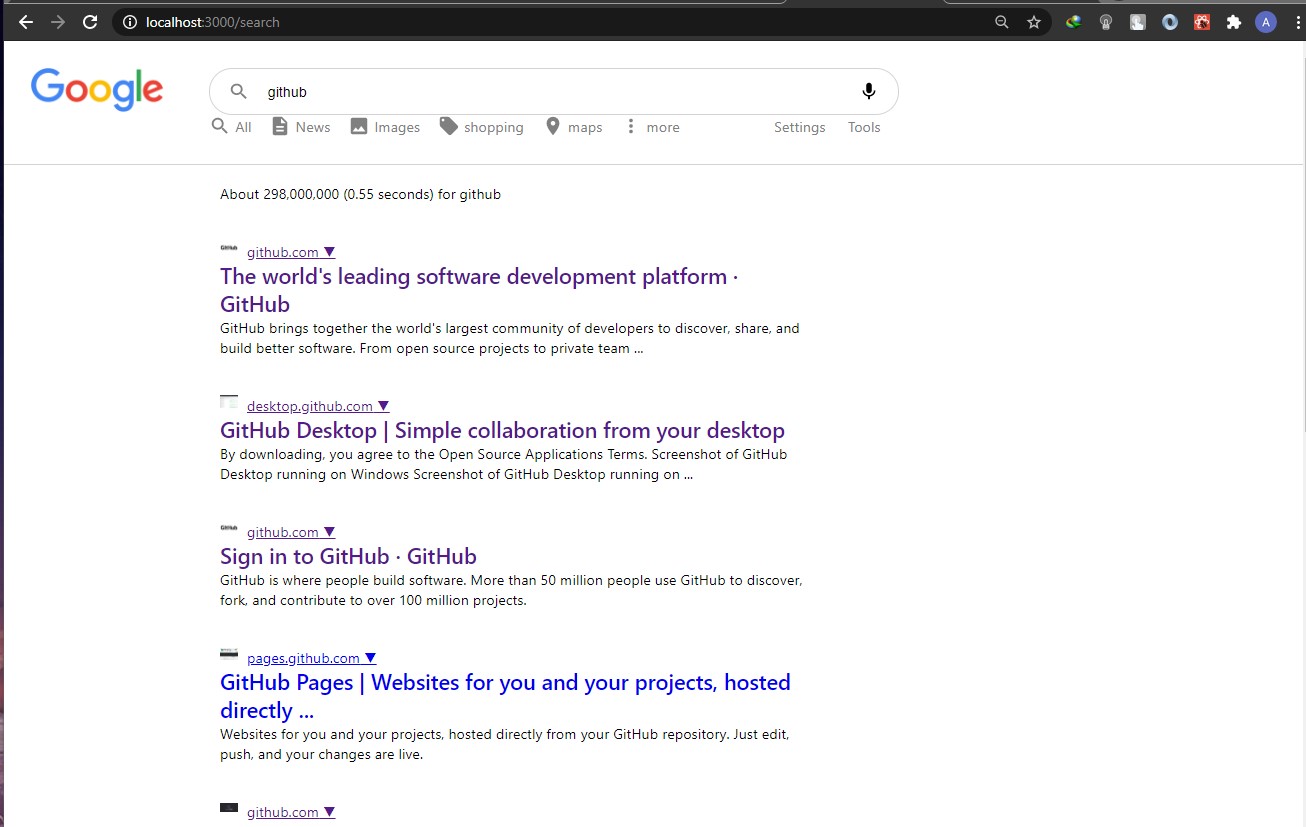 localhost:3000/search
A
Google
github
All News Images shopping maps more Settings Tools
About 298,000,000 (0.55 seconds) for github
GitHub github.com ▼
The world's leading software development platform ·
GitHub
GitHub brings together the world's largest community of developers to discover, share, and
build better software. From open source projects to private team ...
desktop.github.com ▼
GitHub Desktop | Simple collaboration from your desktop
By downloading, you agree to the Open Source Applications Terms. Screenshot of GitHub
Desktop running on Windows Screenshot of GitHub Desktop running on ...
GitHub github.com ▼
Sign in to GitHub · GitHub
GitHub is where people build software. More than 50 million people use GitHub to discover,
fork, and contribute to over 100 million projects.
pages.github.com ▼
GitHub Pages | Websites for you and your projects, hosted
directly ...
Websites for you and your projects, hosted directly from your GitHub repository. Just edit,
push, and your changes are live.
github.com ▼